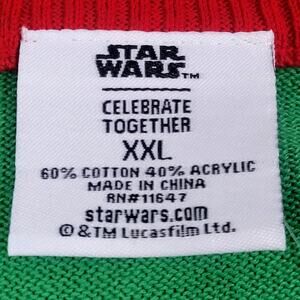 STAR
WARS™
CELEBRATE
TOGETHER
XXL
60% COTTON 40% ACRYLIC
MADE IN CHINA
RN#11647
starwars.com
©&TM Lucasfilm Ltd.